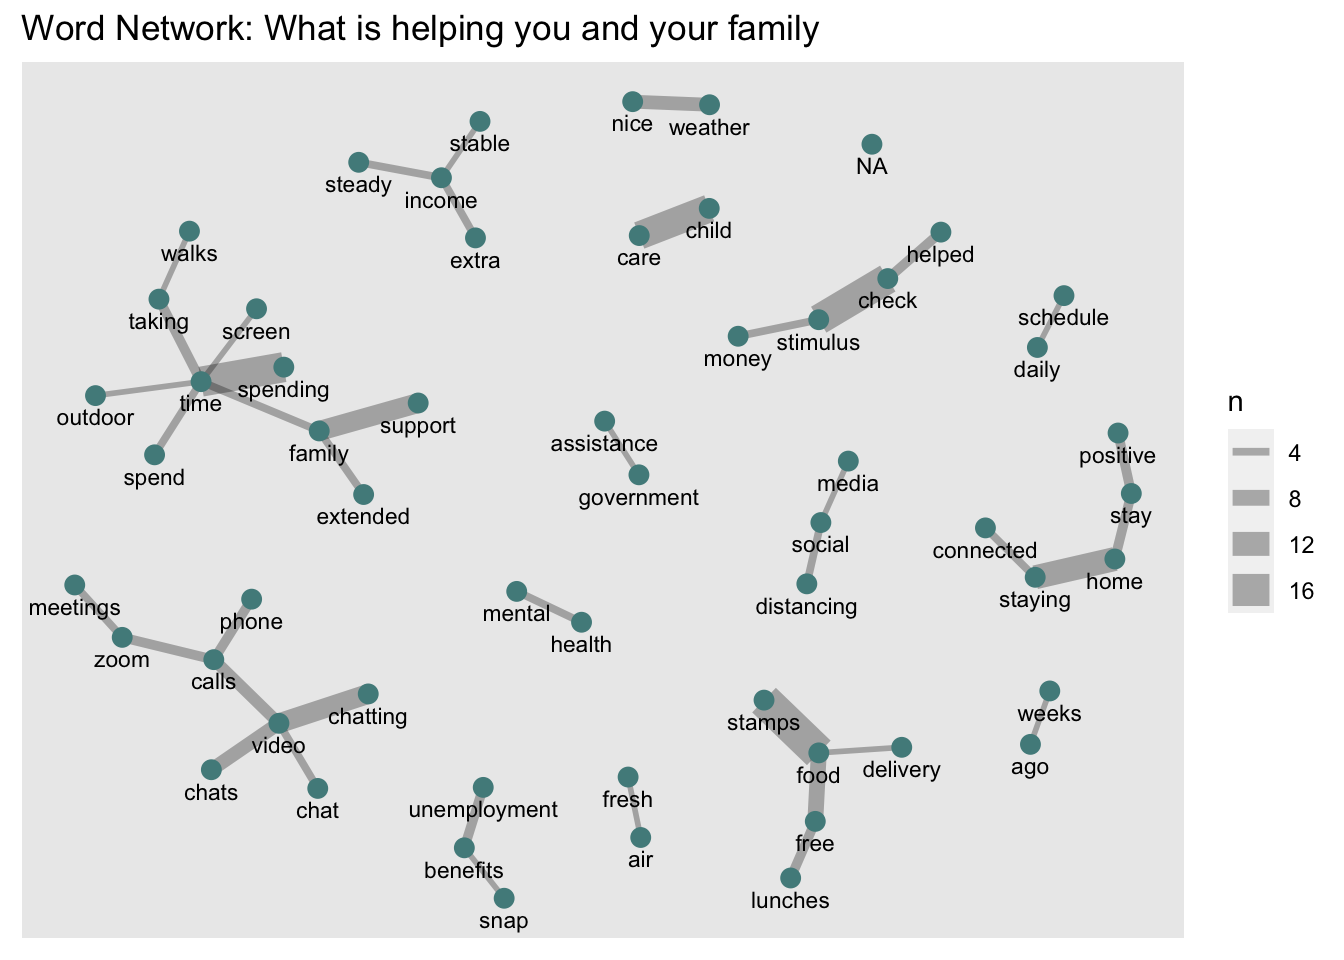 Word Network: What is helping you and your family
nice
weather
stable
NA
steady
income
child
walks
care
helped
extra
check
schedule
taking
screen
stimulus
money
daily
spending
time
outdoor
support
assistance
family
positive
spend
media
government
extended
stay
social
connected
home
staying
meetings
distancing
mental
phone
health
zoom
calls
chatting
weeks
stamps
video
ago
food
delivery
chats
fresh
chat
unemployment
free
air
benefits
lunches
snap
n
4
8
12
16